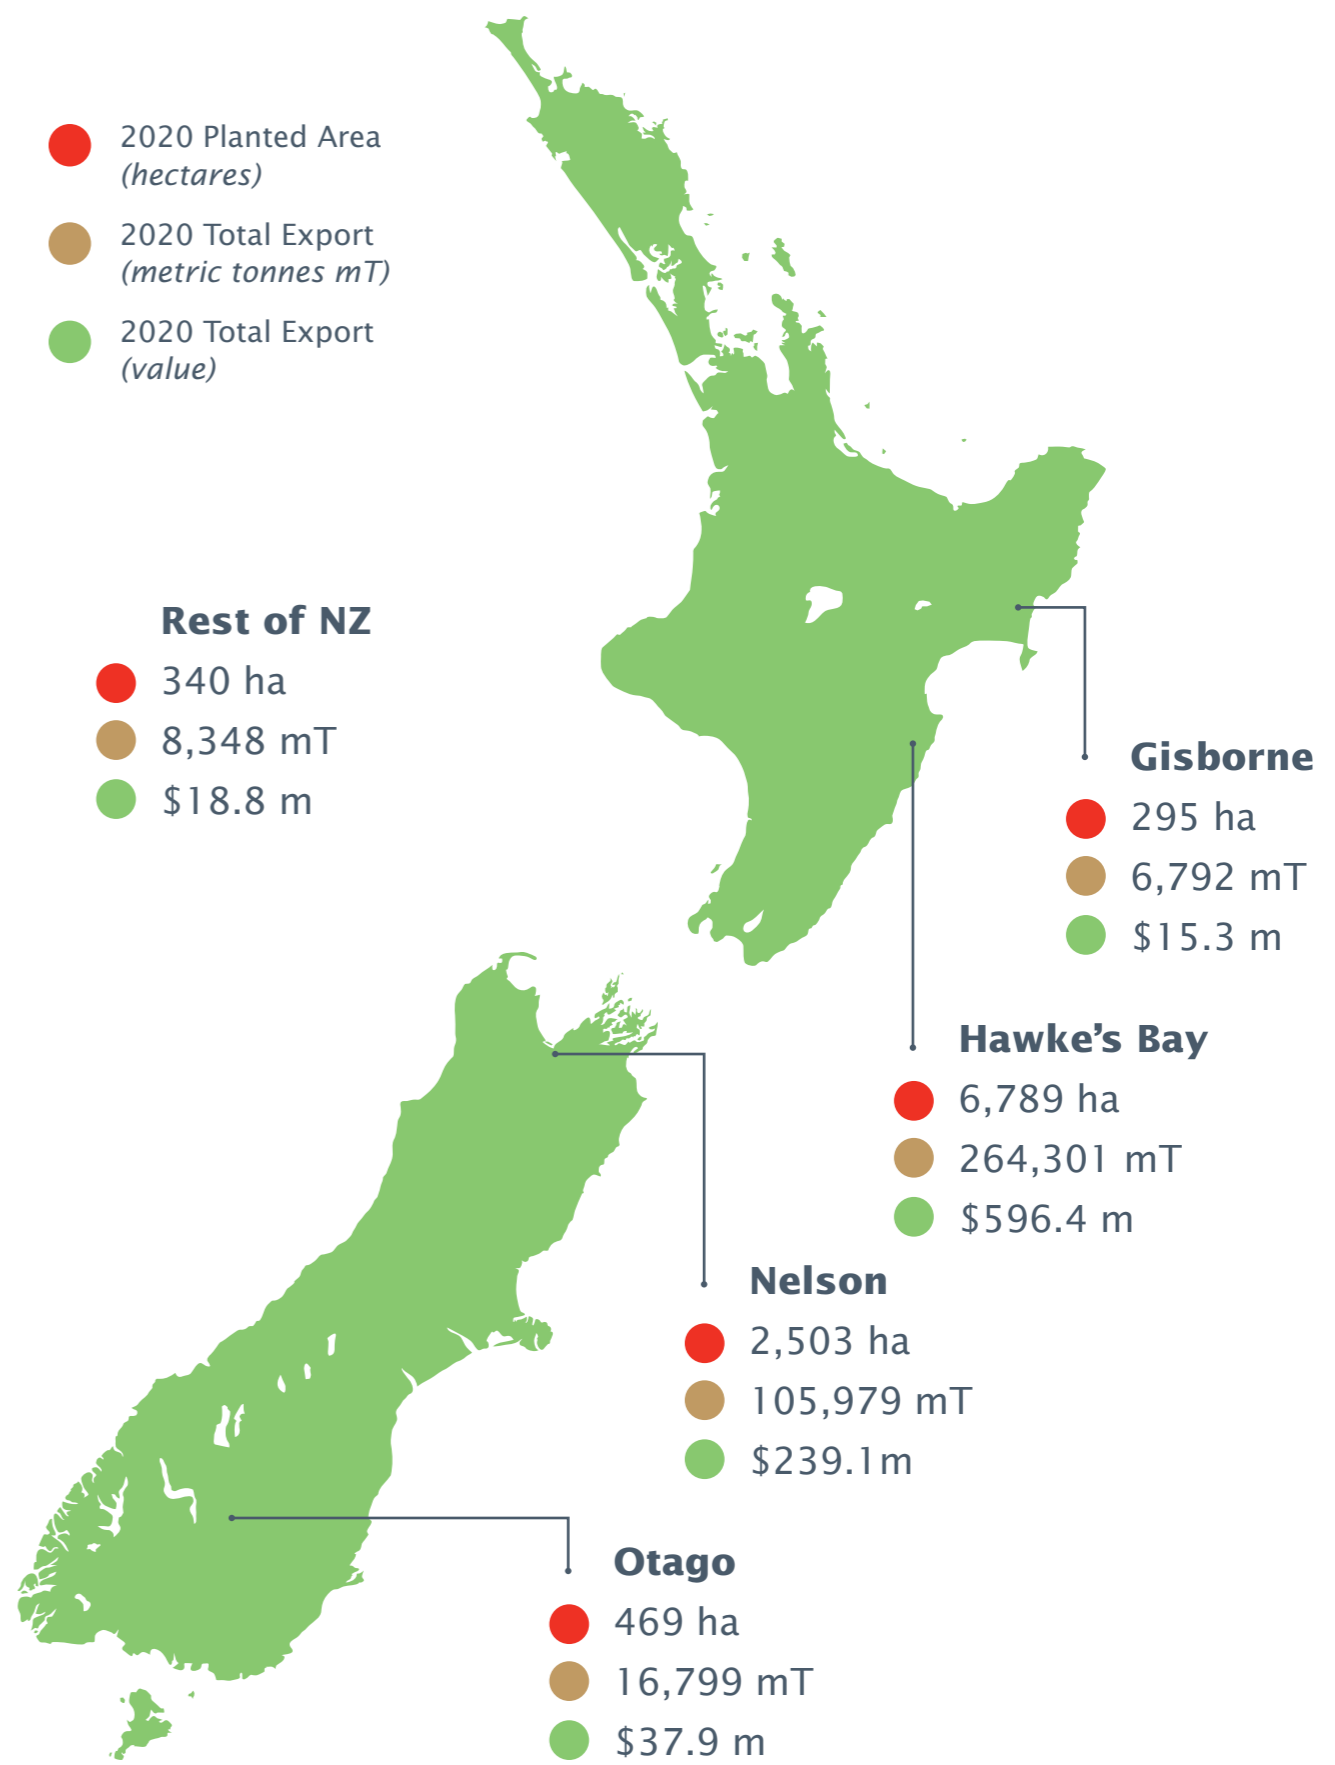 2020 Planted Area
(hectares)
2020 Total Export
(metric tonnes mT)
2020 Total Export
(value)
Rest of NZ
340 ha
8,348 mT
$18.8 m
Gisborne
295 ha
6,792 mT
$15.3 m
Hawke's Bay
6,789 ha
264,301 mT
$596.4 m
Nelson
2,503 ha
105,979 mT
$239.1m
Otago
469 ha
16,799 mT
$37.9 m